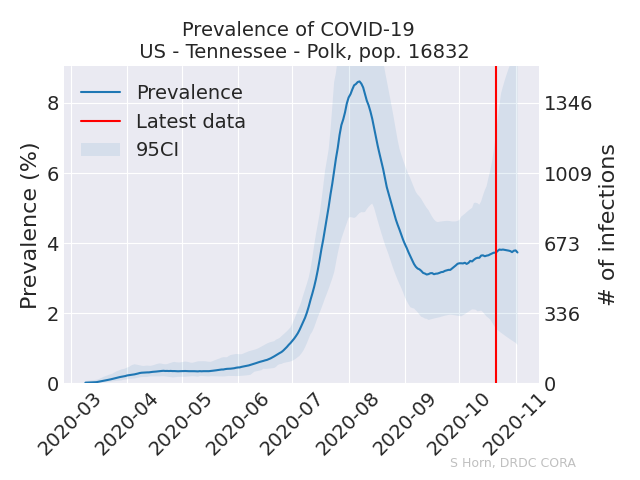 Prevalence of COVID-19
US - Tennessee - Polk, pop. 16832
Prevalence
Latest data
95CI
Prevalence (%)
8
6
4
2
0
1346
1009
673
336
0
# of infections
2020-03
2020-04
2020-05
2020-06
2020-07
2020-08
2020-09
2020-10
2020-11
S Horn, DRDC CORA